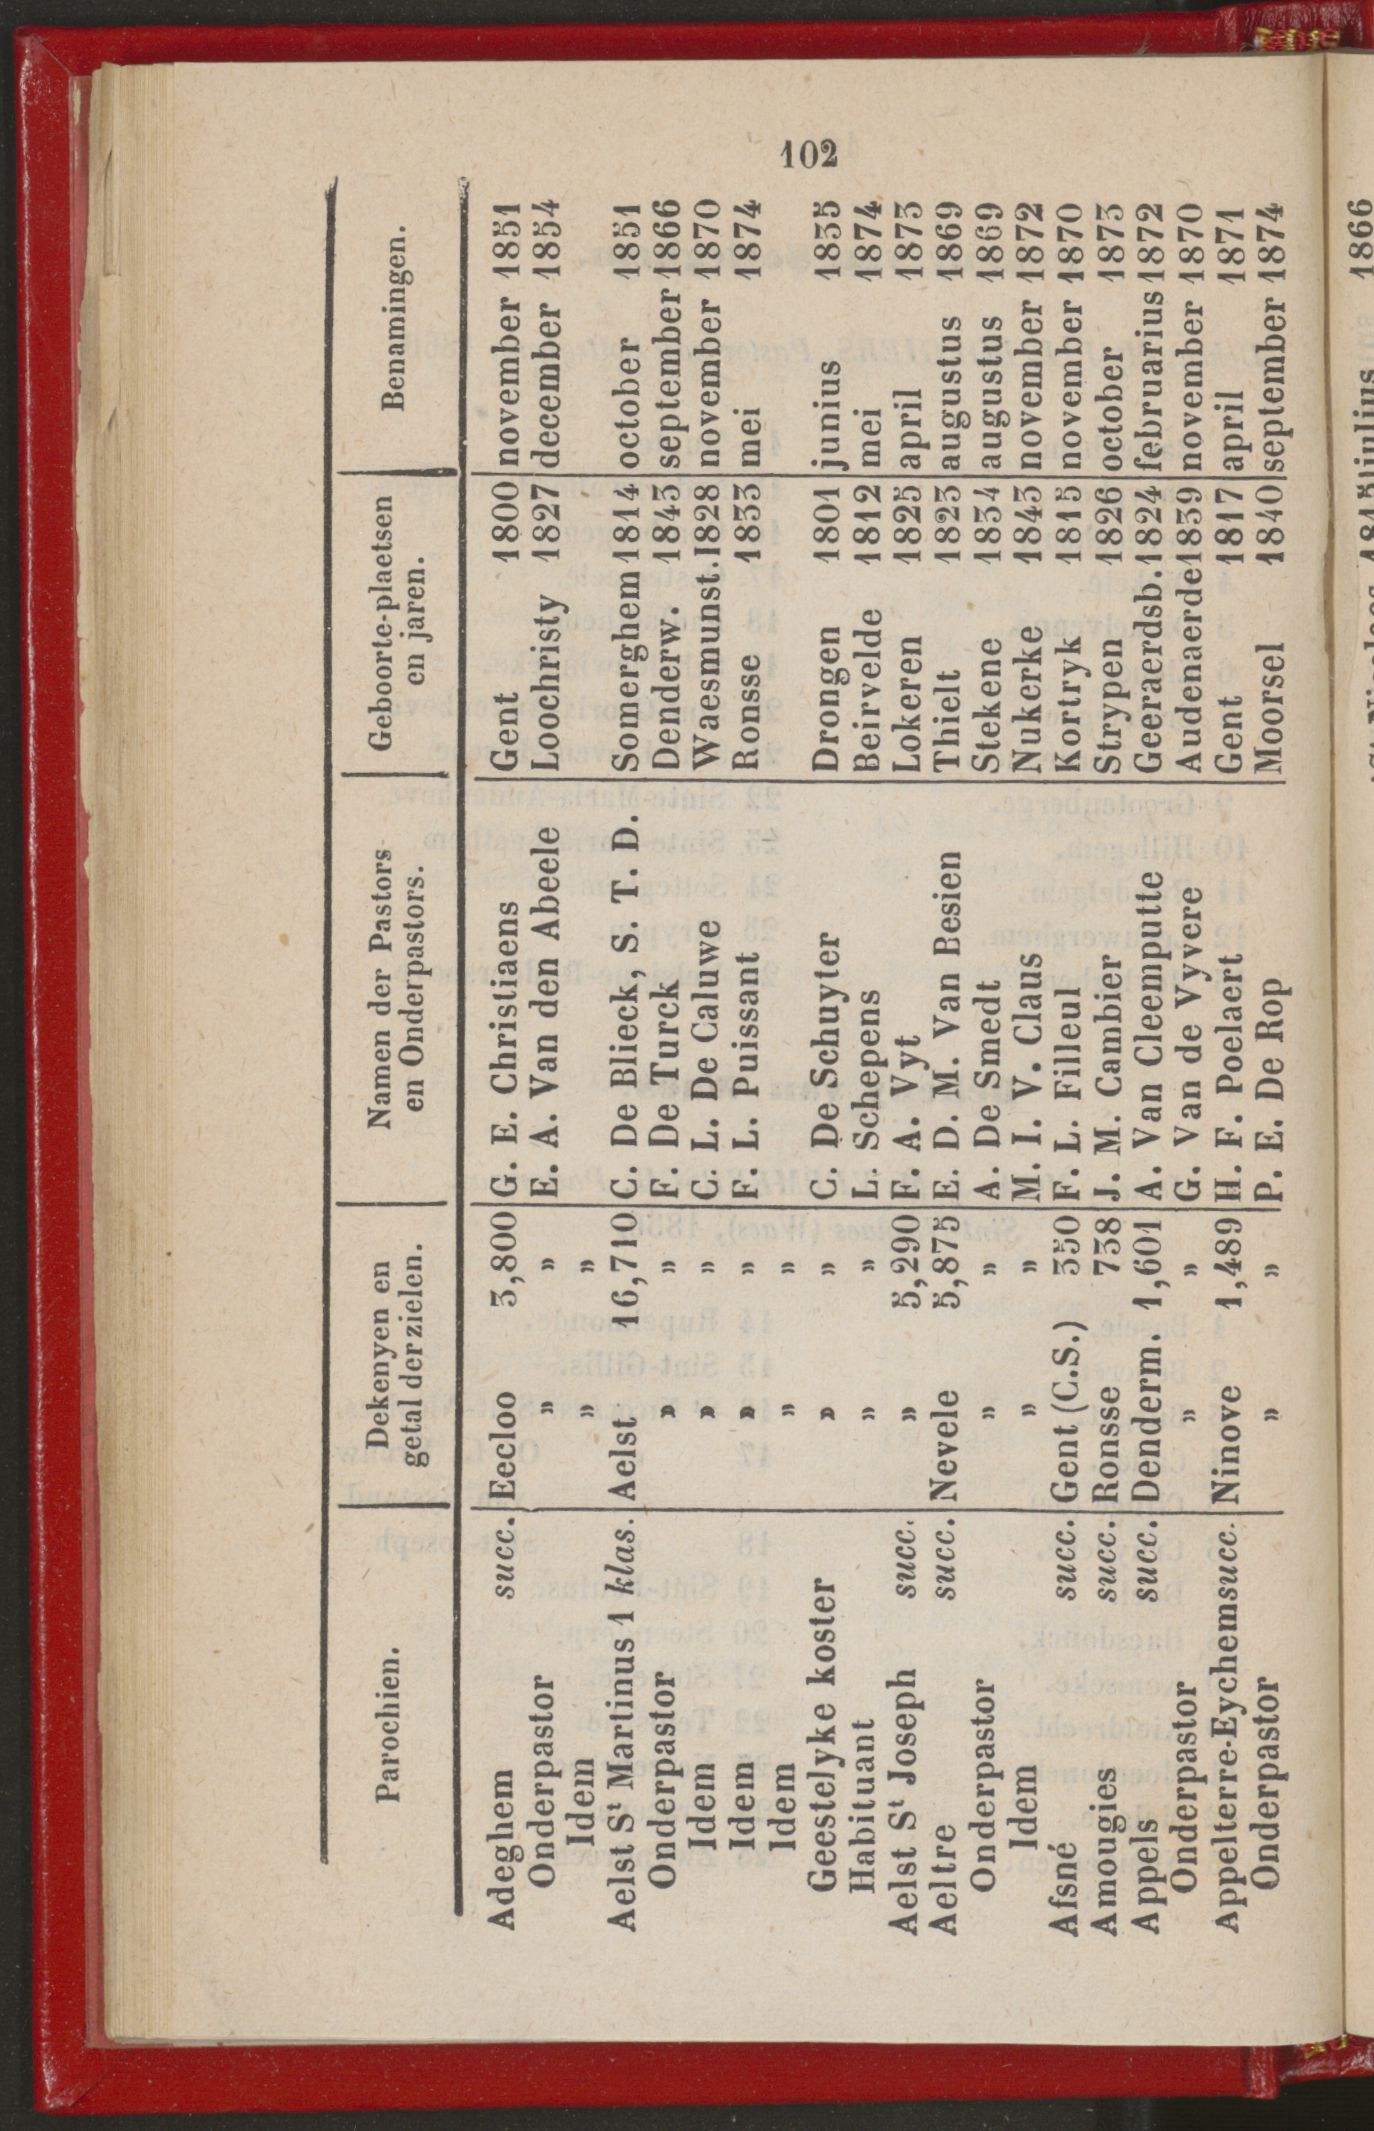 102
Parochien. Dekenyen en getal der zielen. Namen der Pastors en Onderpastors. Geboorte-plaetsen en jaren. Bennamingen.
Adeghem succ. Eecloo 3,800 G. E. Christiaens Gent 1800 november 1851
Onderpastor » » E. A. Van den Abeele Loochristy 1827 december 1854
Idem » »
Aelst St Martinus 1 klas. Aelst 16,710 C. De Blieck, S. T. D. Somerghem 1814 october 1851
Onderpastor » » F. De Turck Denderw. 1843 september 1866
Idem » » C. L. De Caluwe Waesmunst. 1828 november 1870
Idem » » F. L. Puissant Ronsse 1833 mei 1874
Idem » »
Geestelyke koster » » C. De Schuyter Drongen 1801 junius 1835
Habituant » » L. Schepens Beirvelde 1812 mei 1874
Aelst St Joseph succ. » 5,290 F. A. Vyt Lokeren 1825 april 1873
Aeltre succ. Nevele 5,875 E. D. M. Van Besien Thielt 1823 augustus 1869
Onderpastor » » A. De Smedt Stekene 1834 augustus 1869
Idem » » M. I. V. Claus Nukerke 1843 november 1872
Afsné succ. Gent (C.S.) 350 F. L. Filleul Kortryk 1815 november 1870
Amougies succ. Ronsse 738 J. M. Cambier Strypen 1826 october 1873
Appels succ. Denderm. 1,601 A. Van Cleemputte Geeraerdsb. 1824 februarius 1872
Onderpastor » » G. Van de Vyvere Audenaerde 1839 november 1870
Appelterre-Eychem succ. Ninove 1,489 H. F. Poelaert Gent 1817 april 1871
Onderpastor » » P. E. De Rop Moorsel 1840 september 1874
julius 1866